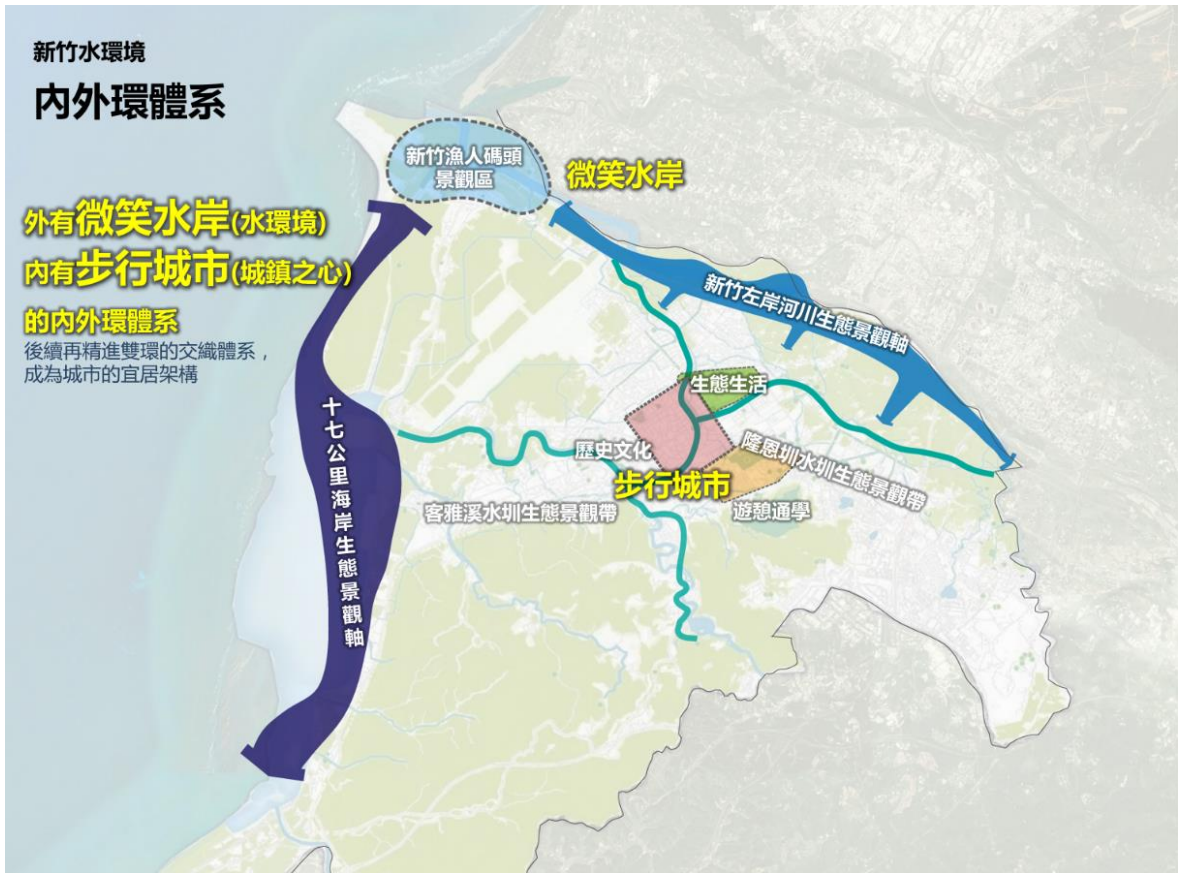 新竹水環境
內外環體系
外有微笑水岸(水環境)
內有步行城市(城鎮之心)
的內外環體系
後續再精進雙環的交織體系，
成為城市的宜居架構
新竹漁人碼頭
景觀區
微笑水岸
新竹左岸河川生態景觀軸
十七公里海岸生態景觀軸
生態生活
歷史文化
步行城市
隆恩圳水圳生態景觀帶
遊憩通學
客雅溪水圳生態景觀帶